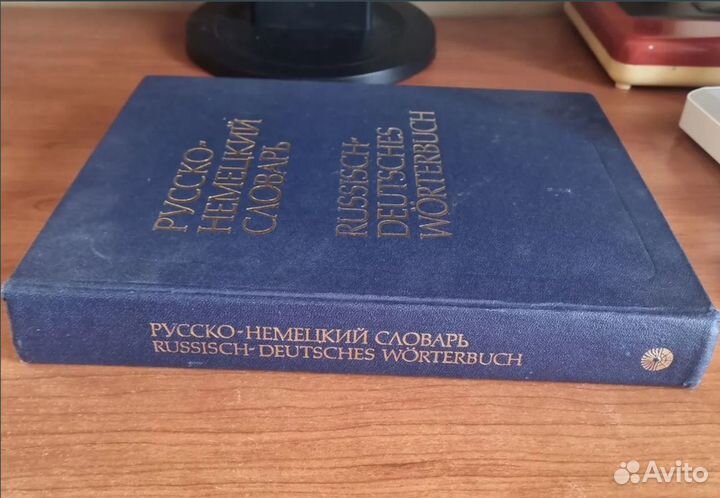 РУССКО-
НЕМЕЦКИЙ
СЛОВАРЬ
RUSSISCH-
DEUTSCHES
WÖRTERBUCH
РУССКО-НЕМЕЦКИЙ СЛОВАРЬ
RUSSISCH-DEUTSCHES WÖRTERBUCH
Avito